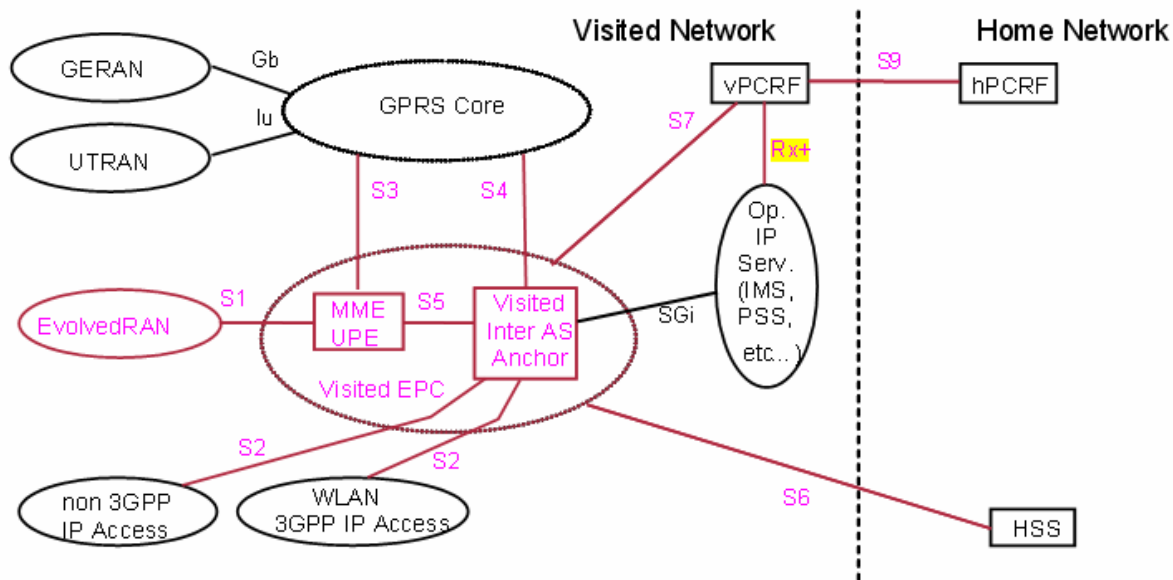 Visited Network
Home Network
GERAN
Gb
GPRS Core
vPCRF
S9
hPCRF
Iu
S7
UTRAN
Rx+
S3
S4
Op.
IP
Serv.
(IMS,
PSS,
etc...)
EvolvedRAN
S1
MME
UPE
S5
Visited
Inter AS
Anchor
SGi
Visited EPC
S2
S2
S6
non 3GPP
IP Access
WLAN
3GPP IP Access
HSS